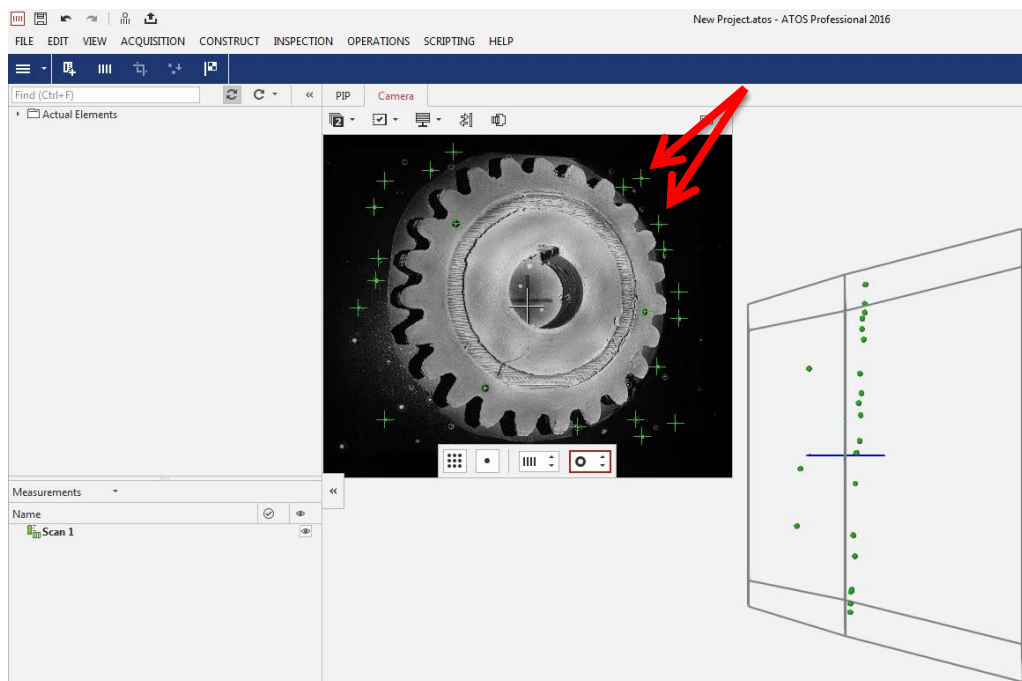 New Project.atos - ATOS Professional 2016
FILE EDIT VIEW ACQUISITION CONSTRUCT INSPECTION OPERATIONS SCRIPTING HELP
Find (Ctrl+F)
PIP Camera
Actual Elements
2
Measurements
Name
Scan 1